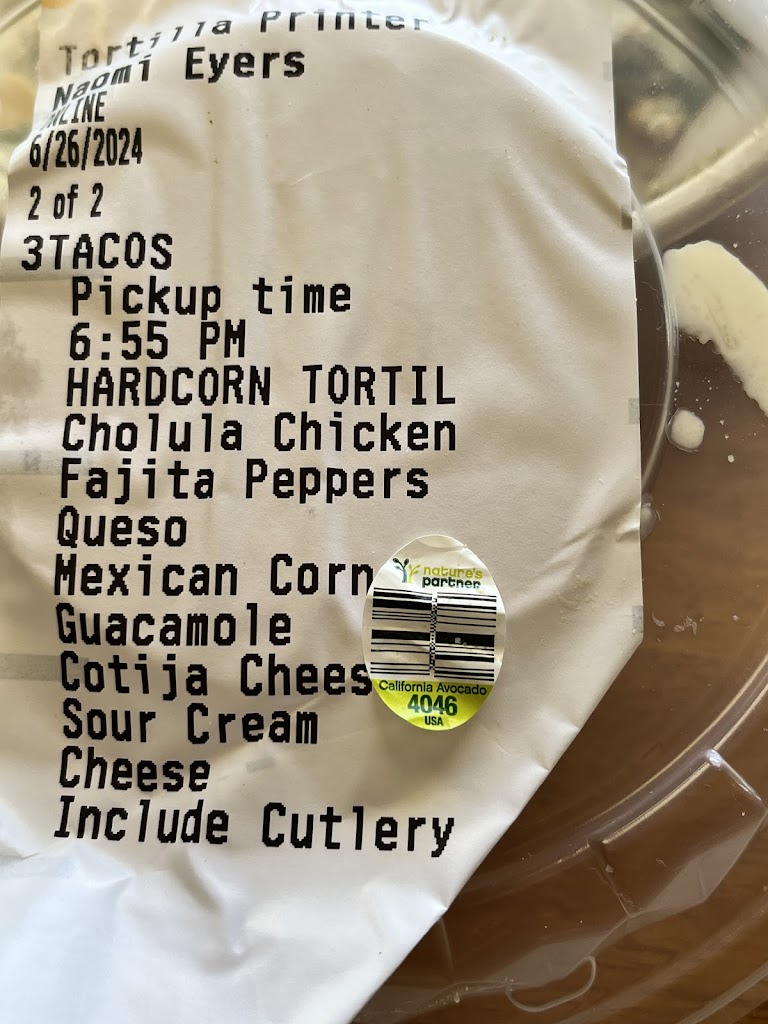 Tortilla Printer
Naomi Eyers
ONLINE
6/26/2024
2 of 2
3TACOS
Pickup time
6:55 PM
HARDCORN TORTIL
Cholula Chicken
Fajita Peppers
Queso
Mexican Corn
Guacamole
Cotija Chees
Sour Cream
Cheese
Include Cutlery
nature's
partner
California Avocado
4046
USA